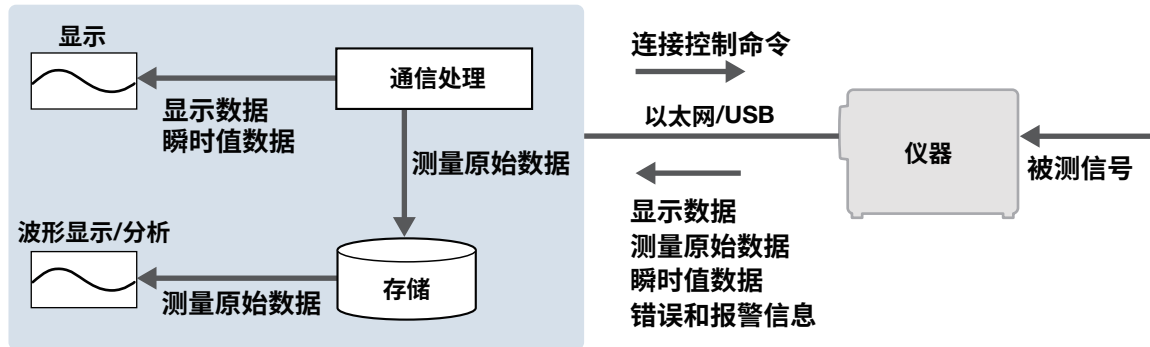 显示
通信处理
显示数据
瞬时值数据
测量原始数据
波形显示/分析
测量原始数据
存储
连接控制命令
以太网/USB
仪器
被测信号
显示数据
测量原始数据
瞬时值数据
错误和报警信息